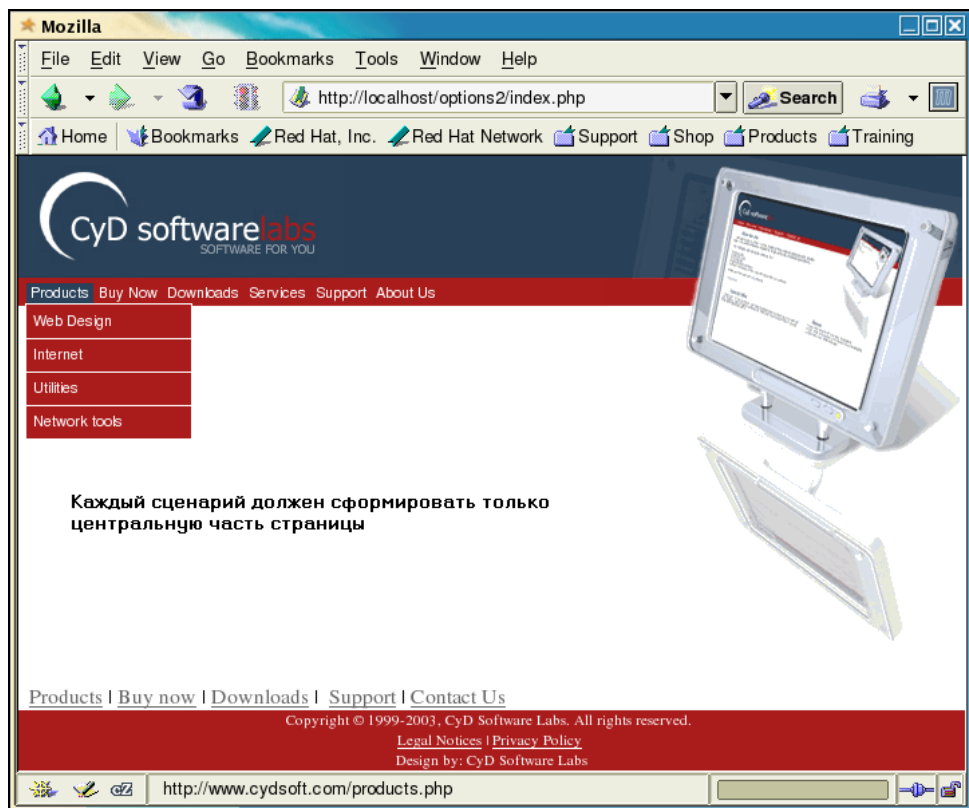 Mozilla
File Edit View Go Bookmarks Tools Window Help
http://localhost/options2/index.php Search
Home Bookmarks Red Hat, Inc. Red Hat Network Support Shop Products Training
CyD softwarelabs
SOFTWARE FOR YOU
Products Buy Now Downloads Services Support About Us
Web Design
Internet
Utilities
Network tools
Каждый сценарий должен сформировать только
центральную часть страницы
Products | Buy now | Downloads | Support | Contact Us
Copyright © 1999-2003, CyD Software Labs. All rights reserved.
Legal Notices | Privacy Policy
Design by: CyD Software Labs
http://www.cydsoft.com/products.php